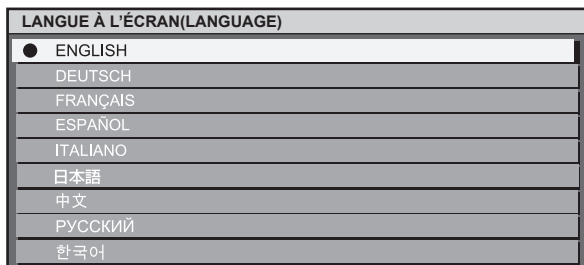 LANGUE À L’ÉCRAN(LANGUAGE)
ENGLISH
DEUTSCH
FRANÇAIS
ESPAÑOL
ITALIANO
日本語
中文
РУССКИЙ
한국어